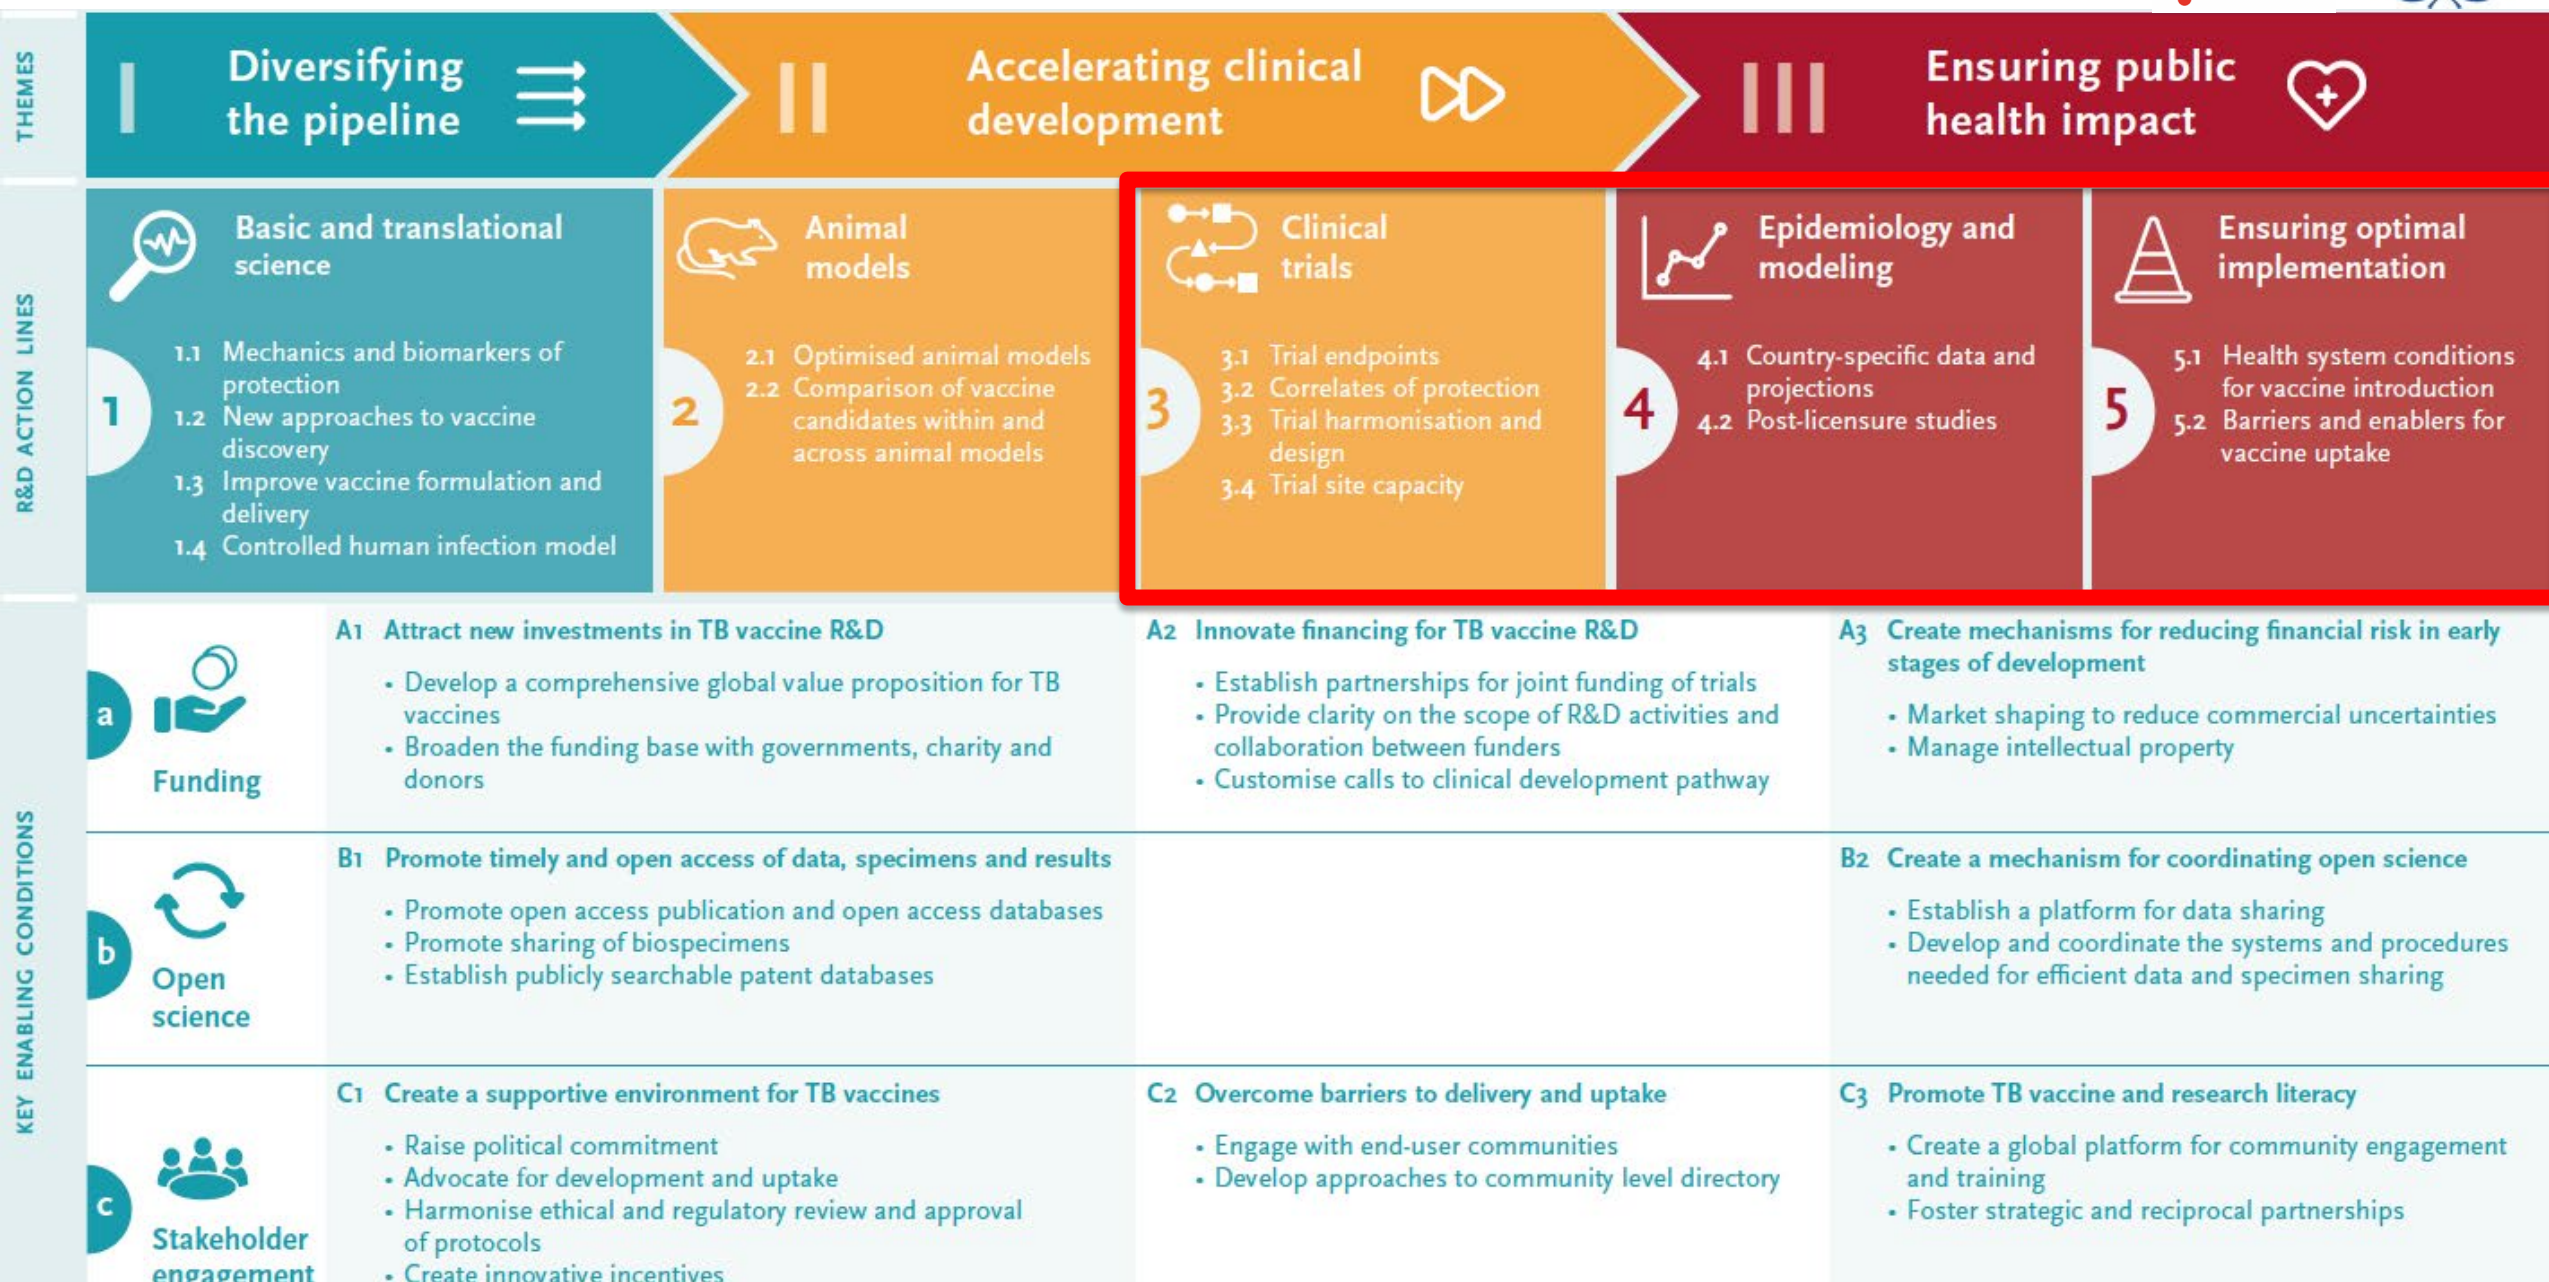 THEMES
I
Diversifying
the pipeline
II
Accelerating clinical
development
III
Ensuring public
health impact
R&D ACTION LINES
1
Basic and translational
science
1.1 Mechanics and biomarkers of
protection
1.2 New approaches to vaccine
discovery
1.3 Improve vaccine formulation and
delivery
1.4 Controlled human infection model
2
Animal
models
2.1 Optimised animal models
2.2 Comparison of vaccine
candidates within and
across animal models
3
Clinical
trials
3.1 Trial endpoints
3.2 Correlates of protection
3.3 Trial harmonisation and
design
3.4 Trial site capacity
4
Epidemiology and
modeling
4.1 Country-specific data and
projections
4.2 Post-licensure studies
5
Ensuring optimal
implementation
5.1 Health system conditions
for vaccine introduction
5.2 Barriers and enablers for
vaccine uptake
KEY ENABLING CONDITIONS
a
Funding
A1 Attract new investments in TB vaccine R&D
• Develop a comprehensive global value proposition for TB
vaccines
• Broaden the funding base with governments, charity and
donors
A2 Innovate financing for TB vaccine R&D
• Establish partnerships for joint funding of trials
• Provide clarity on the scope of R&D activities and
collaboration between funders
• Customise calls to clinical development pathway
A3 Create mechanisms for reducing financial risk in early
stages of development
• Market shaping to reduce commercial uncertainties
• Manage intellectual property
b
Open
science
B1 Promote timely and open access of data, specimens and results
• Promote open access publication and open access databases
• Promote sharing of biospecimens
• Establish publicly searchable patent databases
B2 Create a mechanism for coordinating open science
• Establish a platform for data sharing
• Develop and coordinate the systems and procedures
needed for efficient data and specimen sharing
c
Stakeholder
engagement
C1 Create a supportive environment for TB vaccines
• Raise political commitment
• Advocate for development and uptake
• Harmonise ethical and regulatory review and approval
of protocols
• Create innovative incentives
C2 Overcome barriers to delivery and uptake
• Engage with end-user communities
• Develop approaches to community level directory
C3 Promote TB vaccine and research literacy
• Create a global platform for community engagement
and training
• Foster strategic and reciprocal partnerships